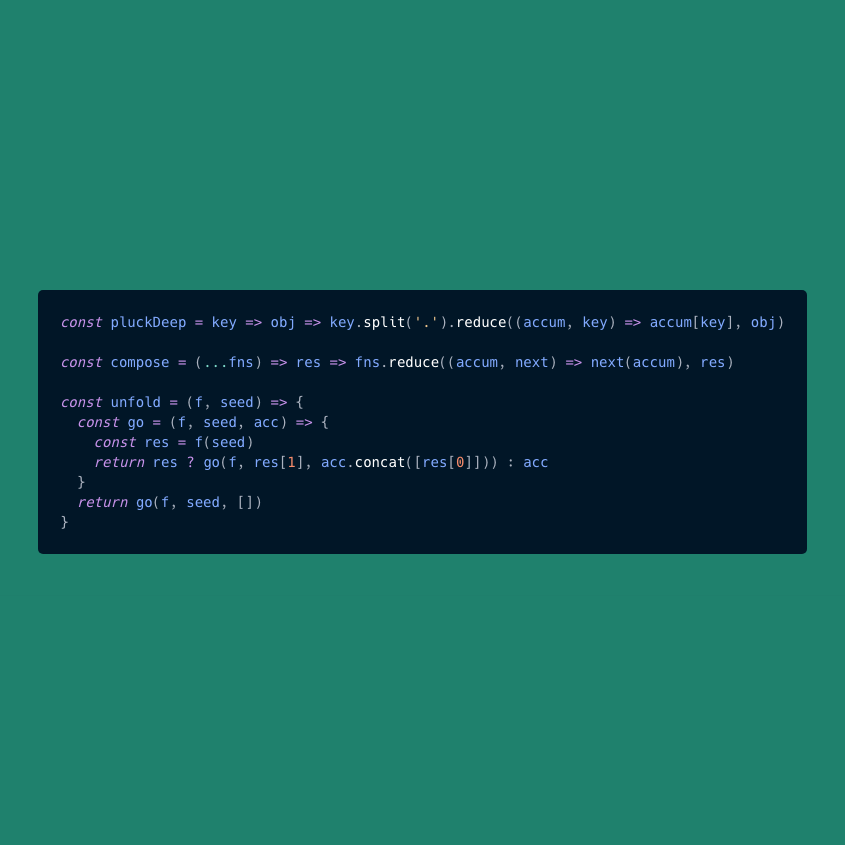 const pluckDeep = key => obj => key.split('.').reduce((accum, key) => accum[key], obj)
const compose = (...fns) => res => fns.reduce((accum, next) => next(accum), res)
const unfold = (f, seed) => {
  const go = (f, seed, acc) => {
    const res = f(seed)
    return res ? go(f, res[1], acc.concat([res[0]])) : acc
  }
  return go(f, seed, [])
}